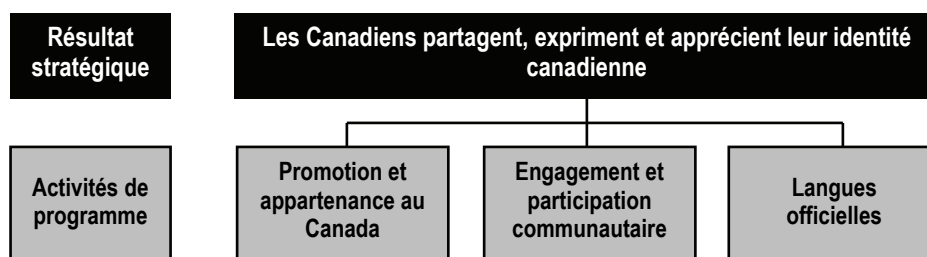 Résultat
stratégique
Les Canadiens partagent, expriment et apprécient leur identité
canadienne
Activités de
programme
Promotion et
appartenance au
Canada
Engagement et
participation
communautaire
Langues
officielles